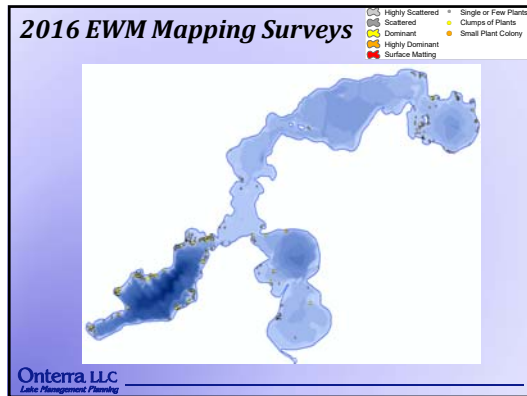 2016 EWM Mapping Surveys
Highly Scattered
Scattered
Dominant
Highly Dominant
Surface Matting
Single or Few Plants
Clumps of Plants
Small Plant Colony
Onterra LLC
Lake Management Planning